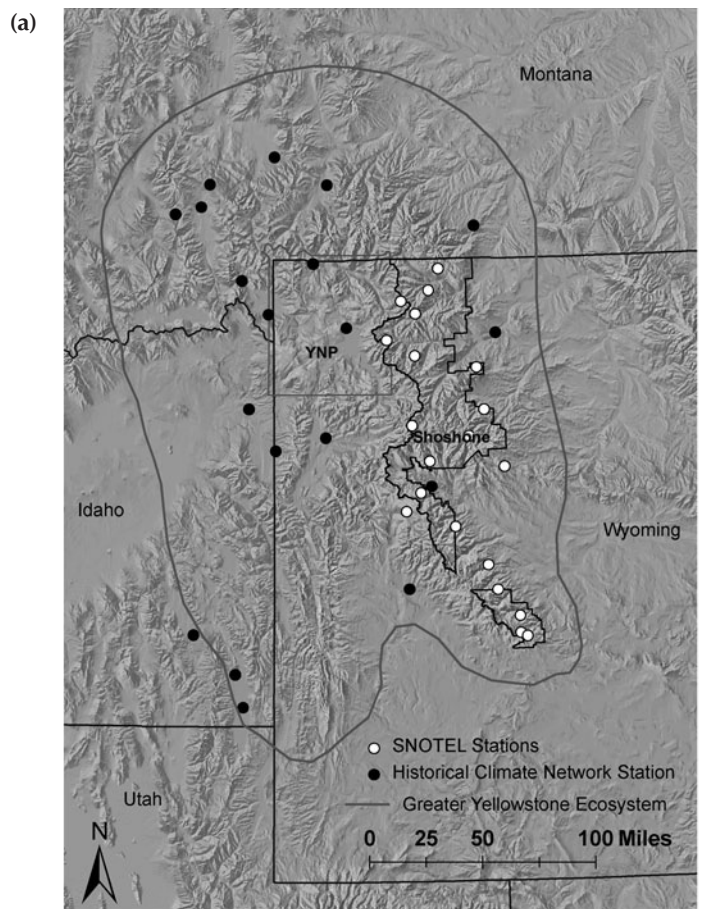 (a)
Montana
YNP
Shoshone
Idaho
Wyoming
SNOTEL Stations
Historical Climate Network Station
Utah
Greater Yellowstone Ecosystem
N
0 25 50 100 Miles